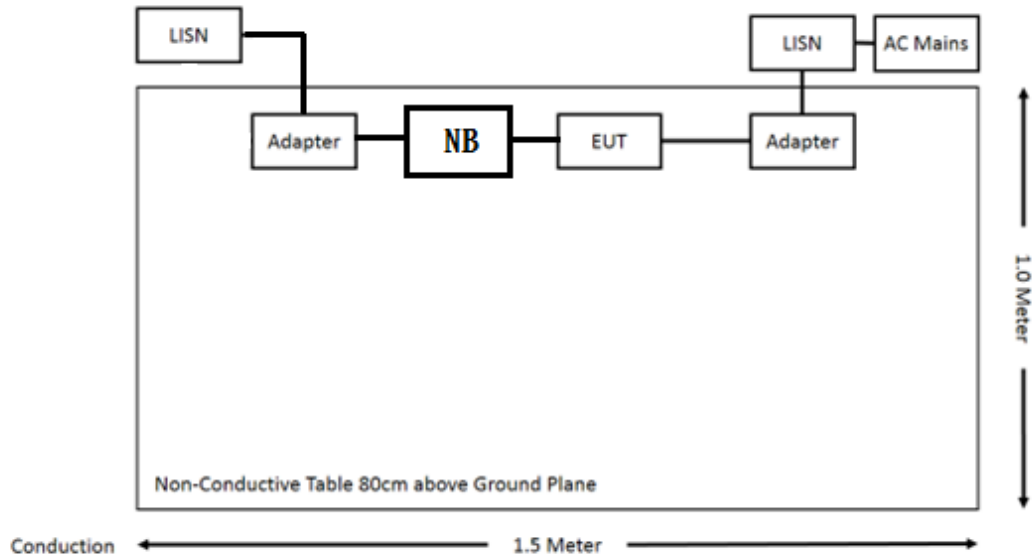 LISN
LISN
AC Mains
Adapter
NB
EUT
Adapter
1.0 Meter
Non-Conductive Table 80cm above Ground Plane
Conduction
1.5 Meter